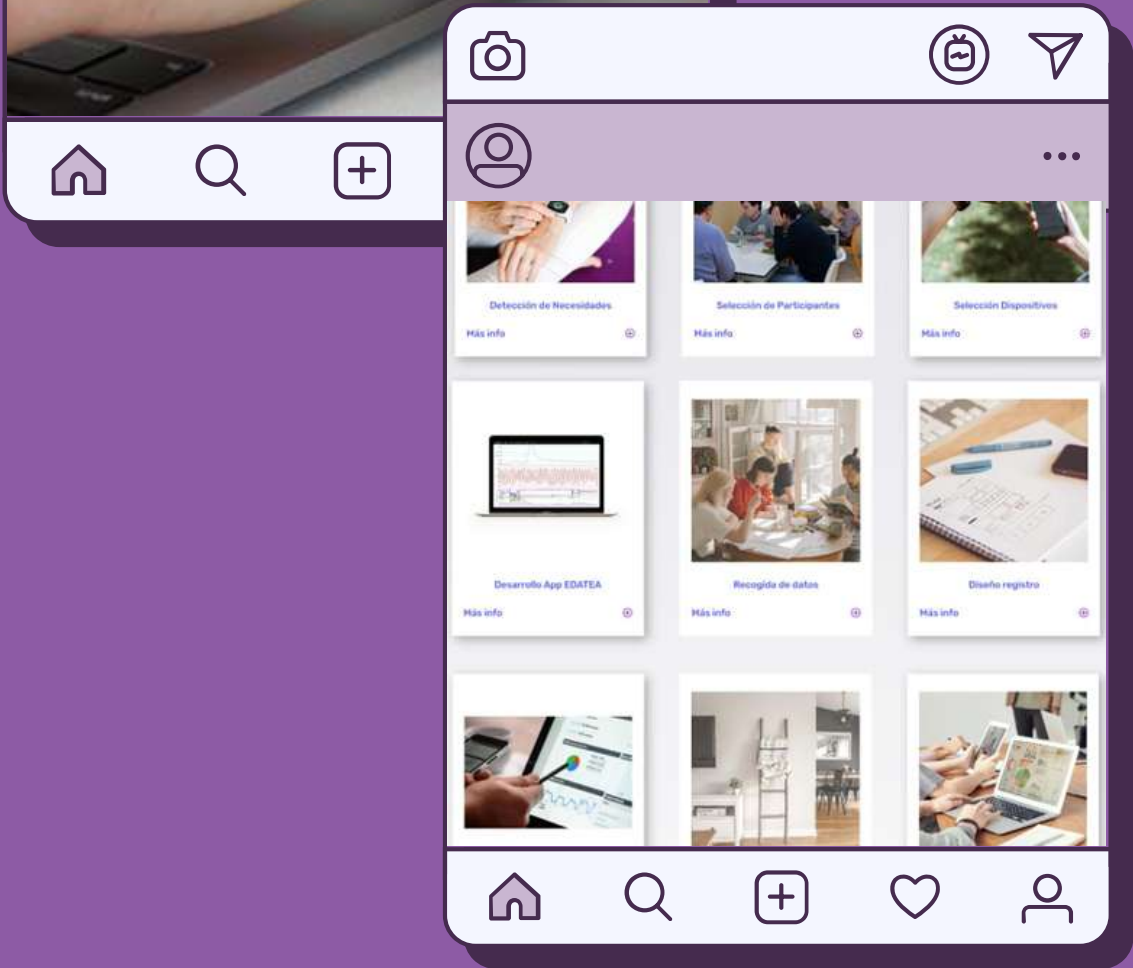 Detección de Necesidades
Más info
Selección de Participantes
Más info
Selección Dispositivos
Más info
Desarrollo App EDATEA
Más info
Recogida de datos
Más info
Diseño registro
Más info